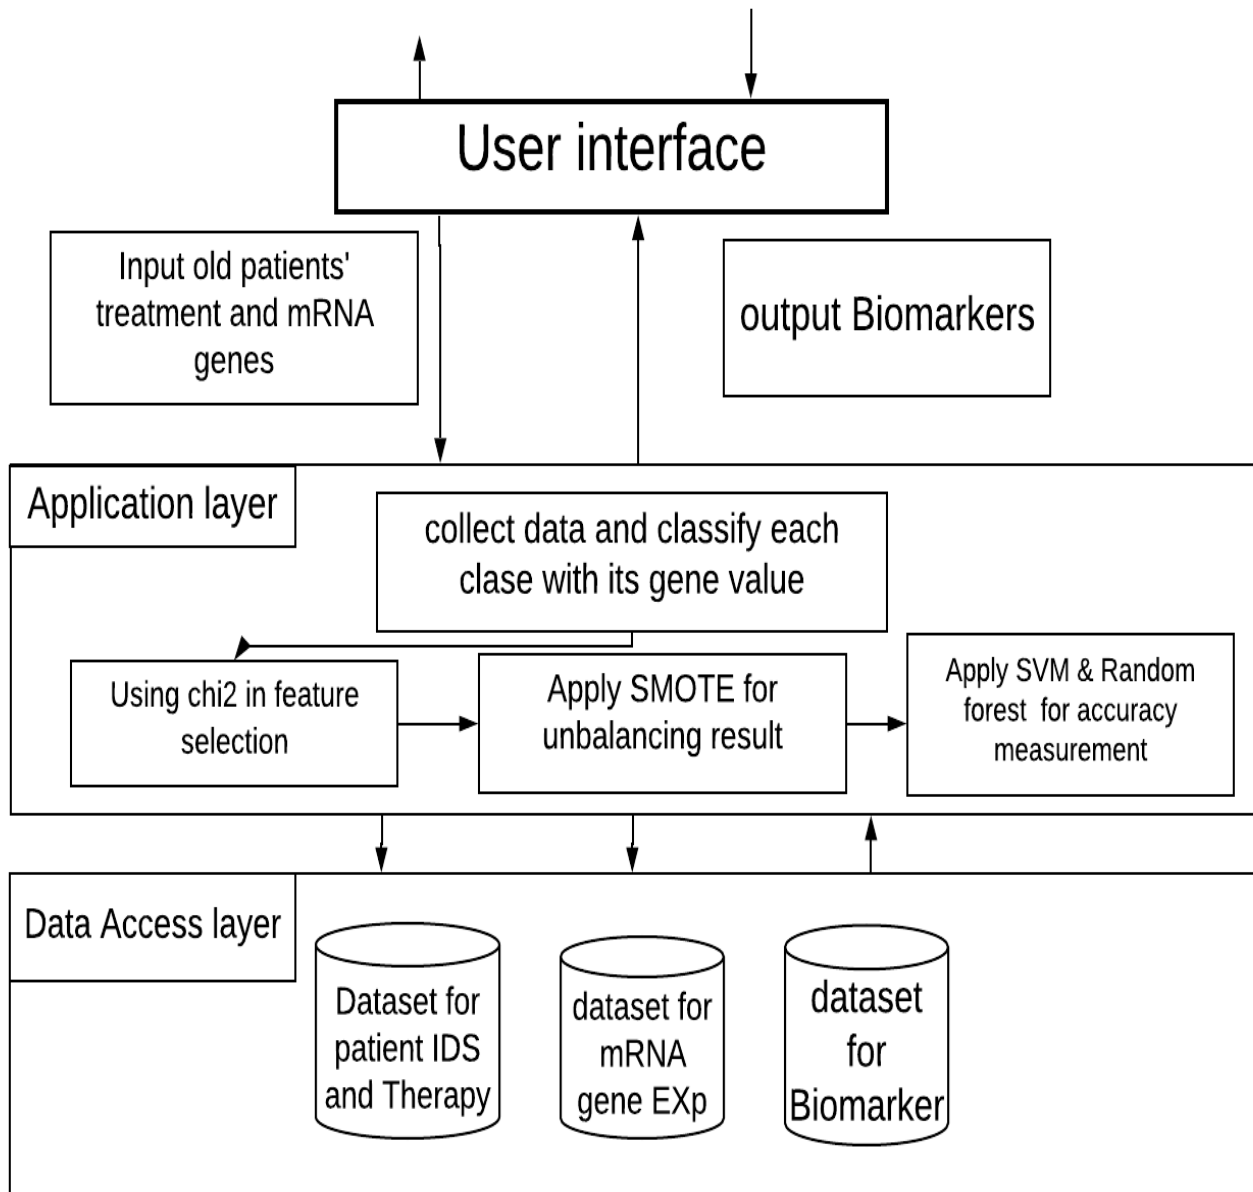 User interface
Input old patients'
treatment and mRNA
genes
output Biomarkers
Application layer
collect data and classify each
clase with its gene value
Using chi2 in feature
selection
Apply SMOTE for
unbalancing result
Apply SVM & Random
forest for accuracy
measurement
Data Access layer
Dataset for
patient IDS
and Therapy
dataset for
mRNA
gene EXp
dataset
for
Biomarker